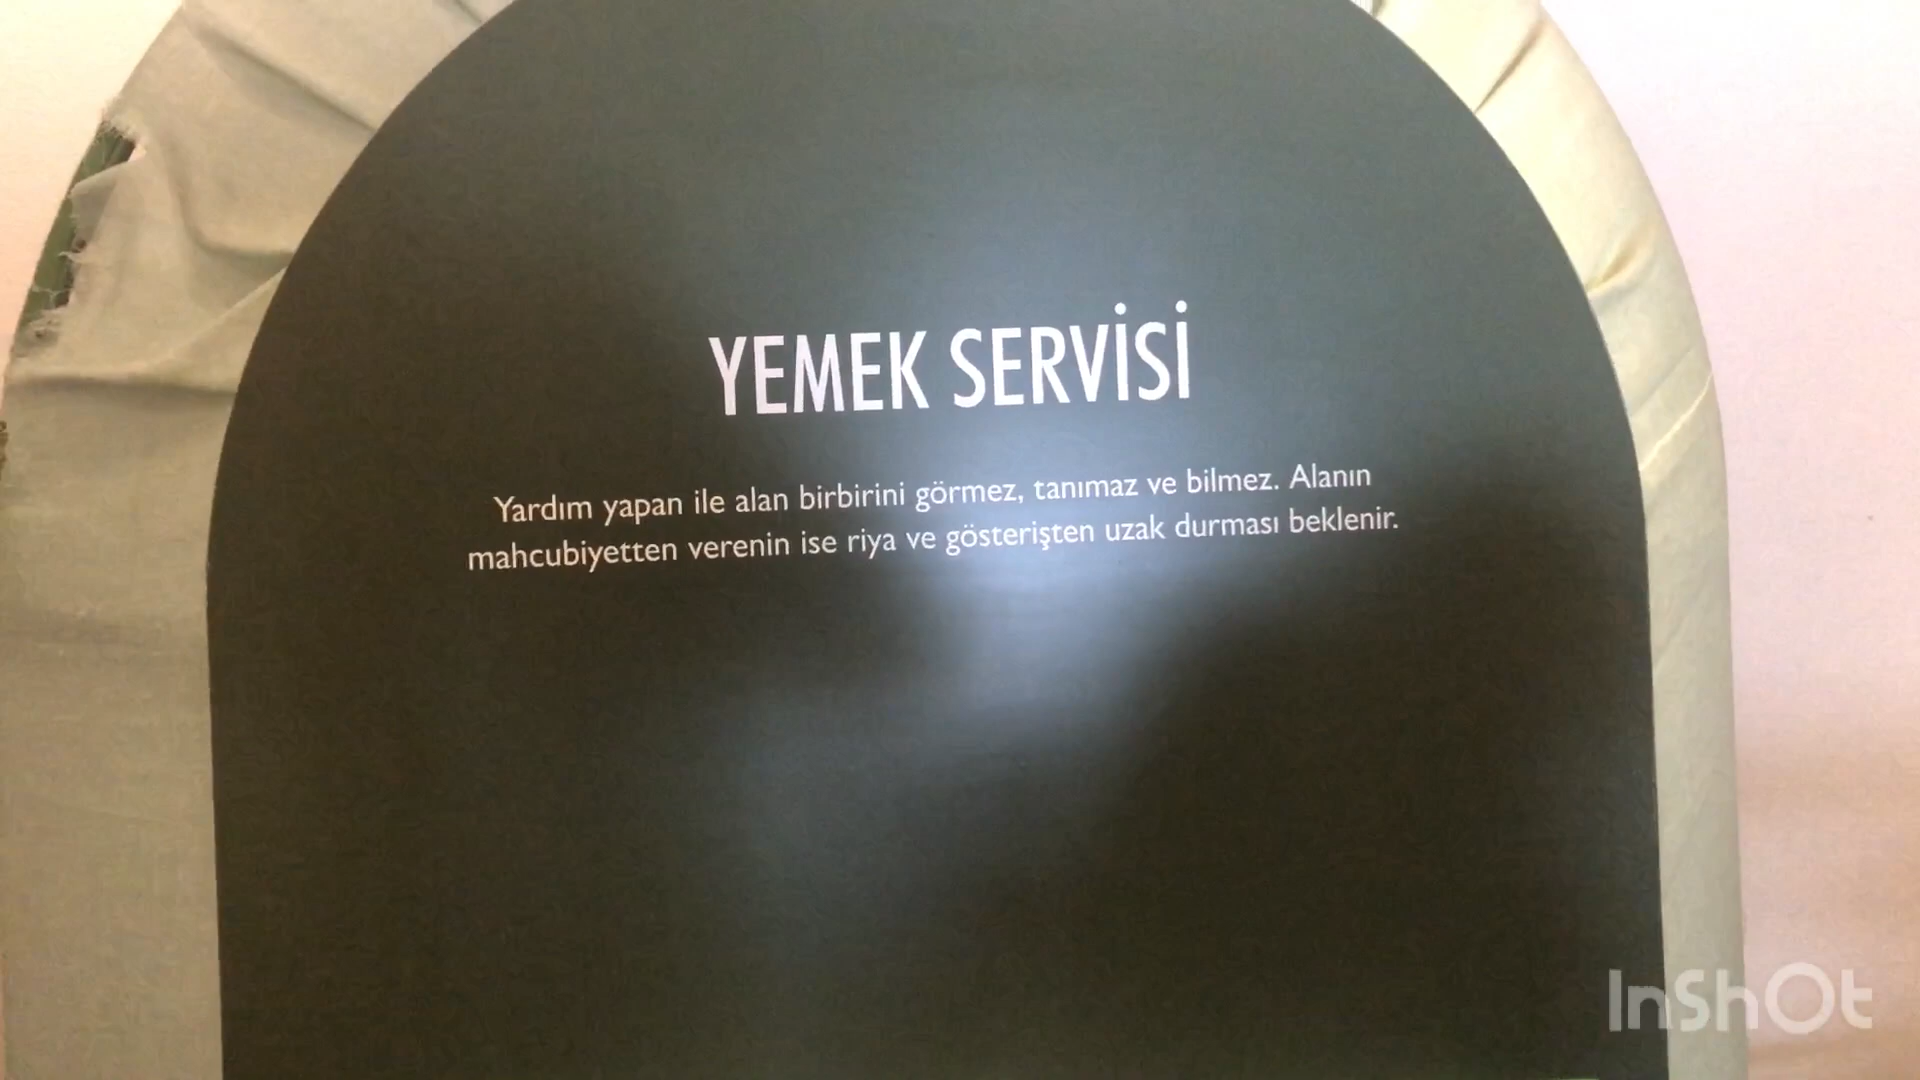 YEMEK SERVİSİ
Yardım yapan ile alan birbirini görmez, tanımaz ve bilmez. Alanın
mahcubiyetten verenin ise riya ve gösterişten uzak durması beklenir.
InShOt